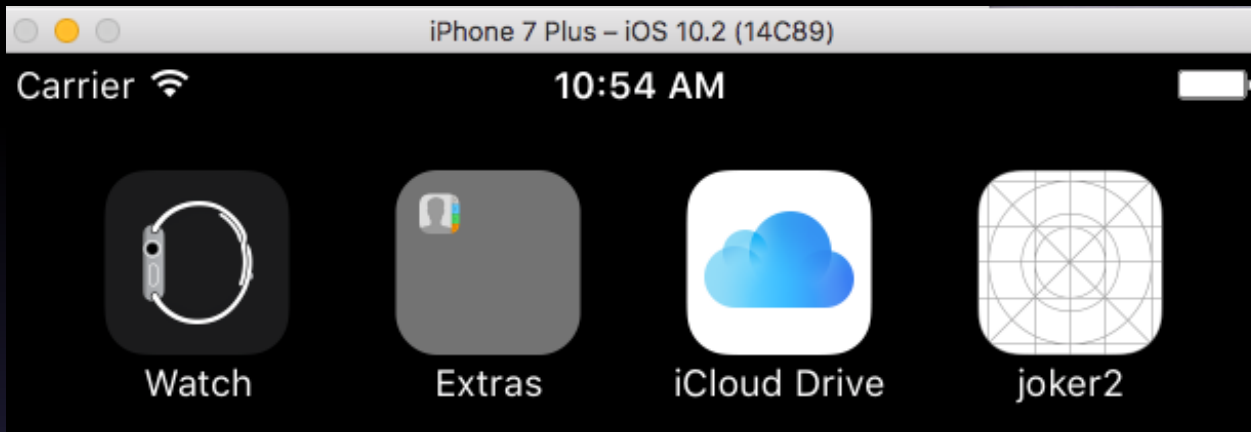 iPhone 7 Plus – iOS 10.2 (14C89)
Carrier 10:54 AM
Watch Extras iCloud Drive joker2